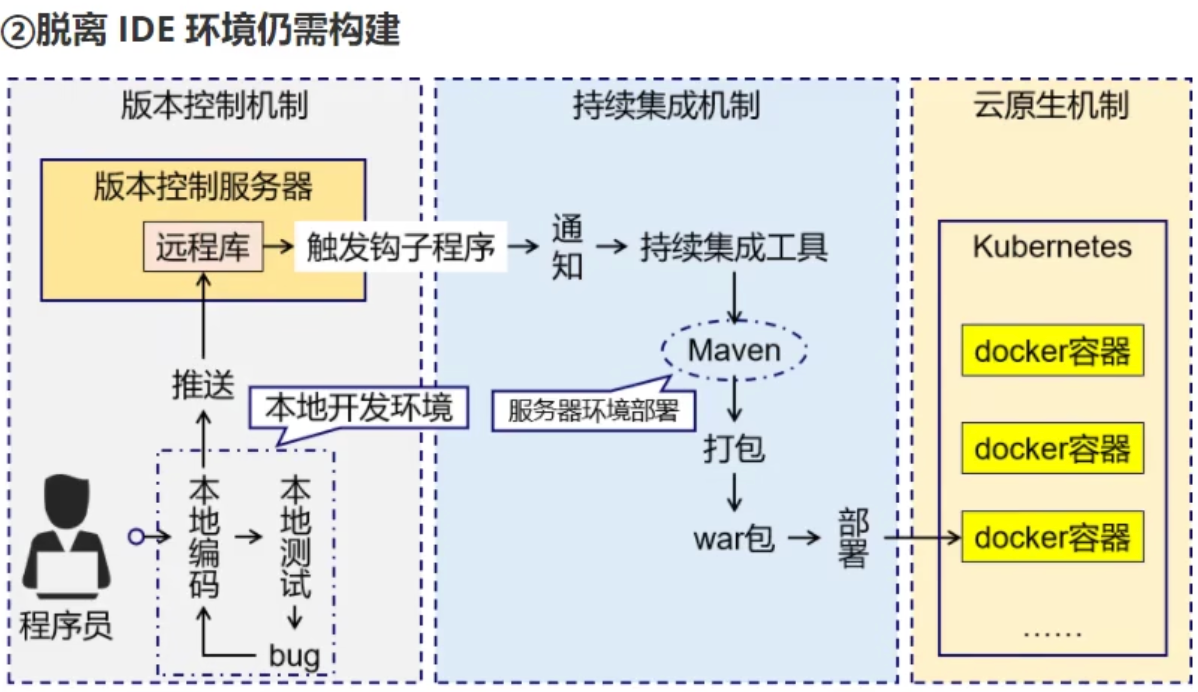 ②脱离 IDE 环境仍需构建
版本控制机制
版本控制服务器
远程库
触发钩子程序
推送
本地开发环境
本地编码
本地测试
bug
程序员
持续集成机制
通知
持续集成工具
Maven
服务器环境部署
打包
war包
部署
云原生机制
Kubernetes
docker容器
docker容器
docker容器
……